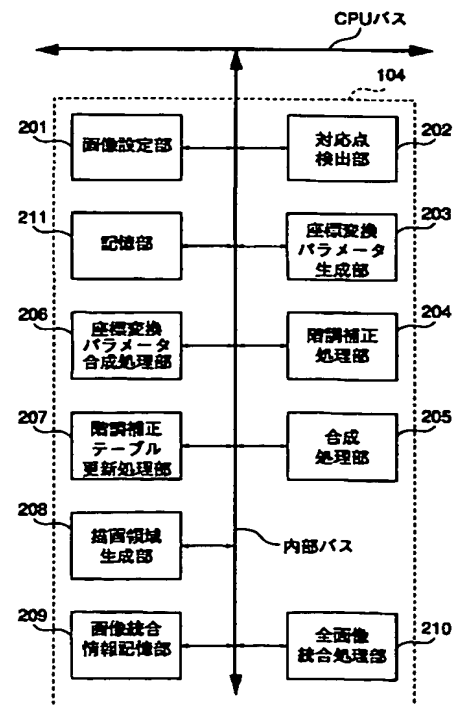 CPUバス
104
201
画像設定部
対応点
検出部
202
211
記憶部
座標変換
パラメータ
生成部
203
206
座標変換
パラメータ
合成処理部
階調補正
処理部
204
207
階調補正
テーブル
更新処理部
合成
処理部
205
208
描画領域
生成部
内部バス
209
画像統合
情報記憶部
全画像
統合処理部
210